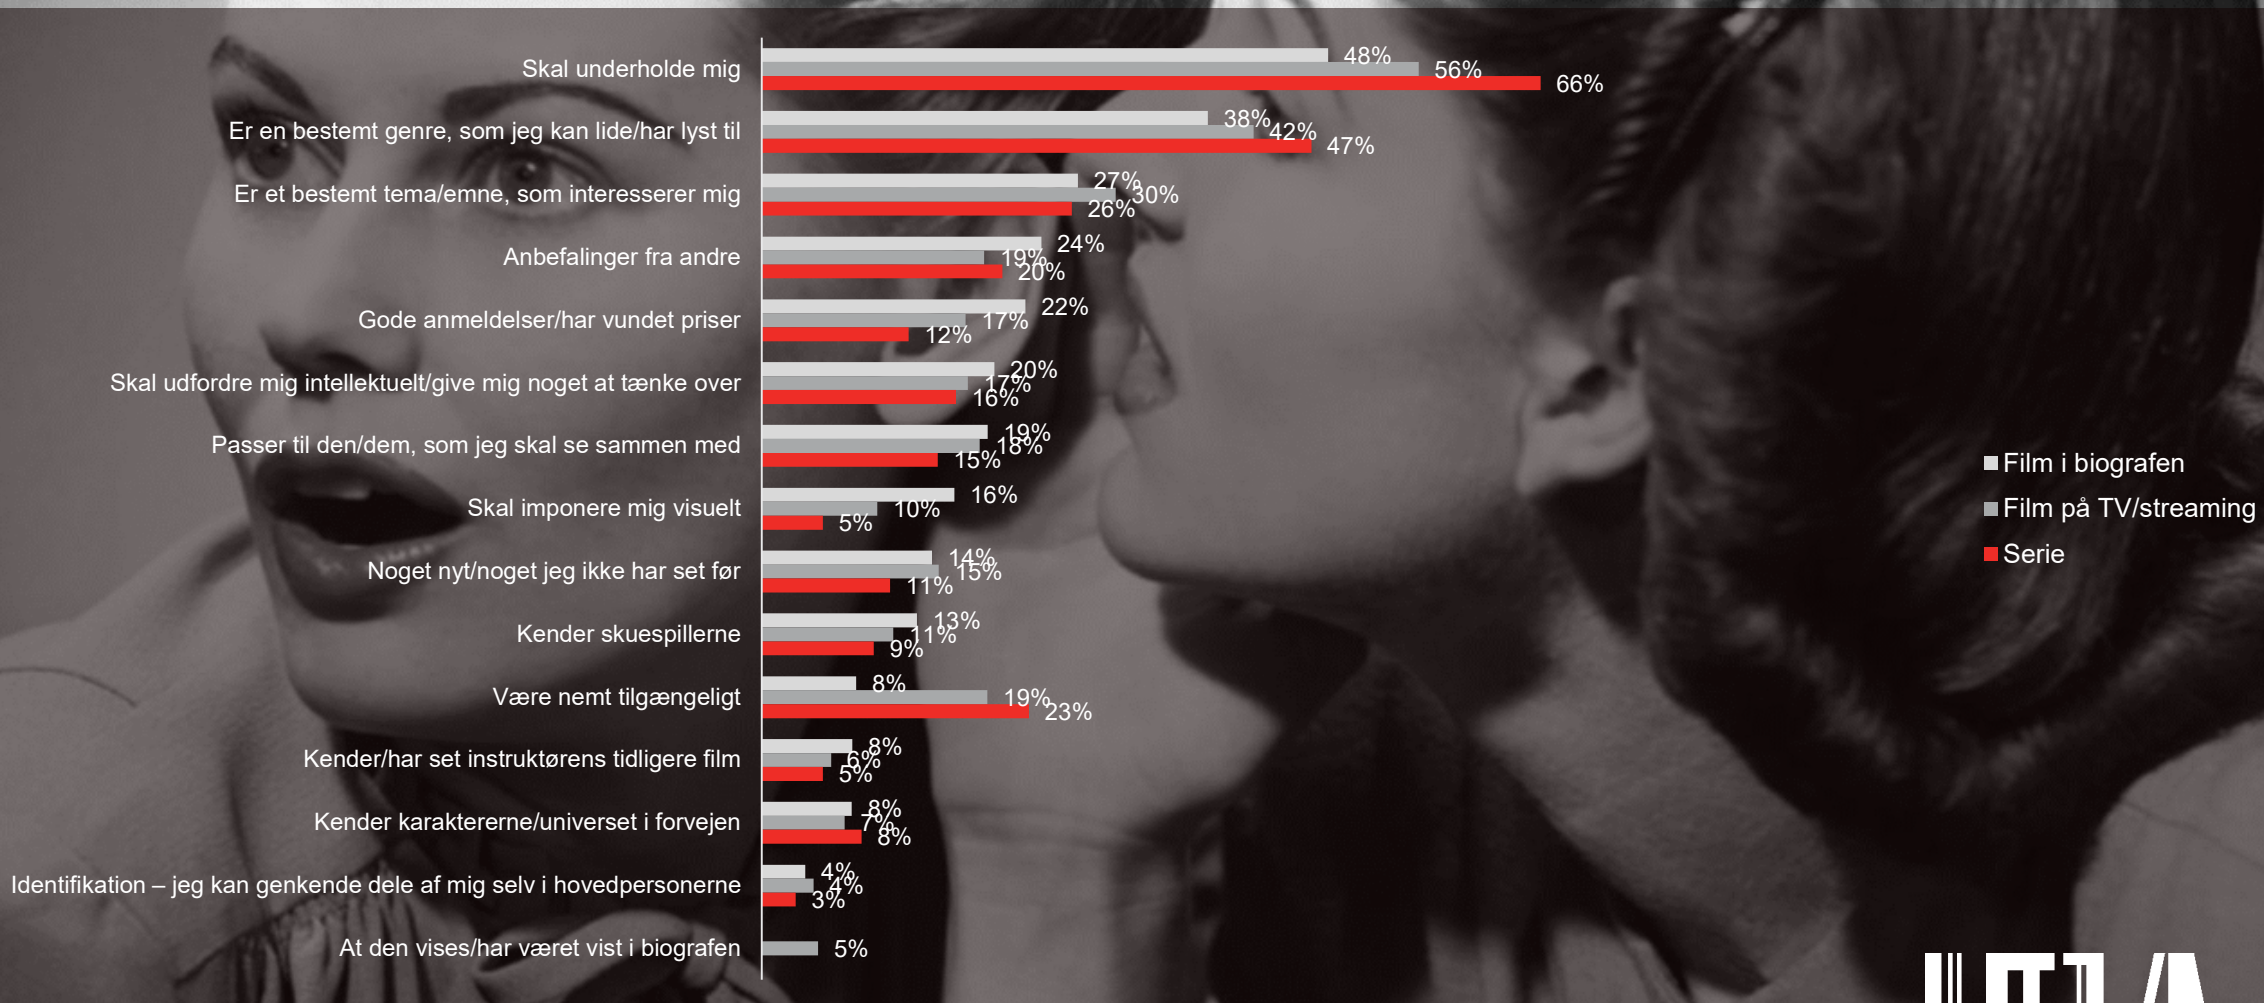 Skal underholde mig
48%
56%
66%
Er en bestemt genre, som jeg kan lide/har lyst til
38%
42%
47%
Er et bestemt tema/emne, som interesserer mig
27%
30%
26%
Anbefalinger fra andre
24%
19%
20%
Gode anmeldelser/har vundet priser
22%
17%
12%
Skal udfordre mig intellektuelt/give mig noget at tænke over
20%
17%
16%
Passer til den/dem, som jeg skal se sammen med
19%
18%
15%
Skal imponere mig visuelt
16%
10%
5%
Noget nyt/noget jeg ikke har set før
14%
15%
11%
Kender skuespillerne
13%
11%
9%
Være nemt tilgængeligt
8%
19%
23%
Kender/har set instruktørens tidligere film
8%
6%
5%
Kender karaktererne/universet i forvejen
8%
7%
8%
Identifikation – jeg kan genkende dele af mig selv i hovedpersonerne
4%
4%
3%
At den vises/har været vist i biografen
5%
Film i biografen
Film på TV/streaming
Serie